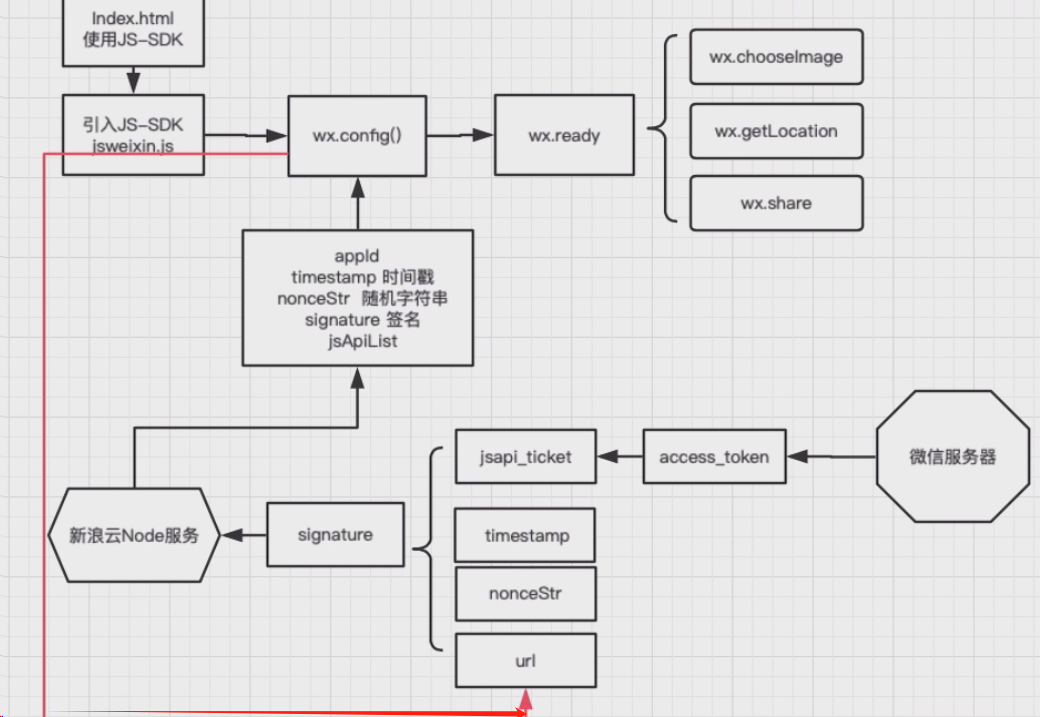 Index.html
使用JS-SDK
引入JS-SDK
jsweixin.js
wx.config()
wx.ready
wx.chooseImage
wx.getLocation
wx.share
appId
timestamp 时间戳
nonceStr 随机字符串
signature 签名
jsApiList
jsapi_ticket
access_token
微信服务器
新浪云Node服务
signature
timestamp
nonceStr
url